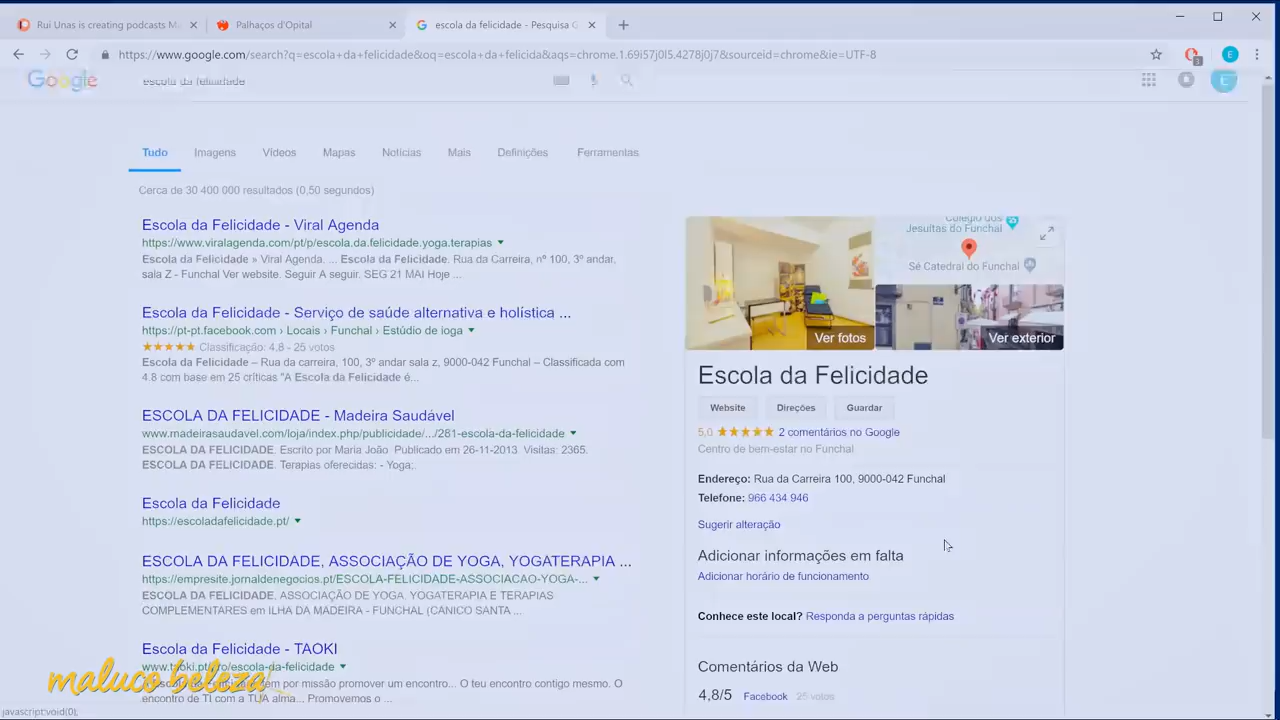 Rui Unas is creating podcasts M
Palhaços d'Opital
escola da felicidade - Pesquisa G
https://www.google.com/search?q=escola+da+felicidade&oq=escola+da+felicida&aqs=chrome.1.69i57j0l5.4278j0j7&sourceid=chrome&ie=UTF-8
Google
escola da felicidade
Tudo Imagens Vídeos Mapas Notícias Mais Definições Ferramentas
Cerca de 30 400 000 resultados (0,50 segundos)
Escola da Felicidade - Viral Agenda
https://www.viralagenda.com/pt/p/escola.da.felicidade.yoga.terapias
Escola da Felicidade » Viral Agenda. ... Escola da Felicidade. Rua da Carreira, nº 100, 3º andar,
sala Z - Funchal Ver website. Seguir A seguir. SEG 21 MAI Hoje ...
Escola da Felicidade - Serviço de saúde alternativa e holística ...
https://pt-pt.facebook.com › Locais › Funchal › Estúdio de ioga
Classificação: 4,8 - 25 votos
Escola da Felicidade – Rua da carreira, 100, 3º andar sala z, 9000-042 Funchal – Classificada com
4.8 com base em 25 críticas "A Escola da Felicidade é...
ESCOLA DA FELICIDADE - Madeira Saudável
www.madeirasaudavel.com/loja/index.php/publicidade/.../281-escola-da-felicidade
ESCOLA DA FELICIDADE. Escrito por Maria João Publicado em 26-11-2013. Visitas: 2365.
ESCOLA DA FELICIDADE. Terapias oferecidas: - Yoga;.
Escola da Felicidade
https://escoladafelicidade.pt/
ESCOLA DA FELICIDADE, ASSOCIAÇÃO DE YOGA, YOGATERAPIA ...
https://empresite.jornaldenegocios.pt/ESCOLA-FELICIDADE-ASSOCIACAO-YOGA-...
ESCOLA DA FELICIDADE, ASSOCIAÇÃO DE YOGA, YOGATERAPIA E TERAPIAS
COMPLEMENTARES em ILHA DA MADEIRA - FUNCHAL (CANICO SANTA ...
Escola da Felicidade - TAOKI
www.taoki.pt/ro/escola-da-felicidade
em por missão promover um encontro... O teu encontro contigo mesmo. O
encontro de TI com a TUA alma... Promovemos o ...
Colégio dos
Jesuítas do Funchal
Sé Catedral do Funchal
Ver fotos
Ver exterior
Escola da Felicidade
Website Direções Guardar
5,0 2 comentários no Google
Centro de bem-estar no Funchal
Endereço: Rua da Carreira 100, 9000-042 Funchal
Telefone: 966 434 946
Sugerir alteração
Adicionar informações em falta
Adicionar horário de funcionamento
Conhece este local? Responda a perguntas rápidas
Comentários da Web
4,8/5 Facebook 25 votos
maluco beleza
javascript:void(0);